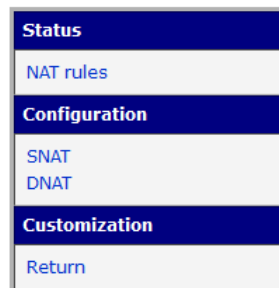 Status
NAT rules
Configuration
SNAT
DNAT
Customization
Return